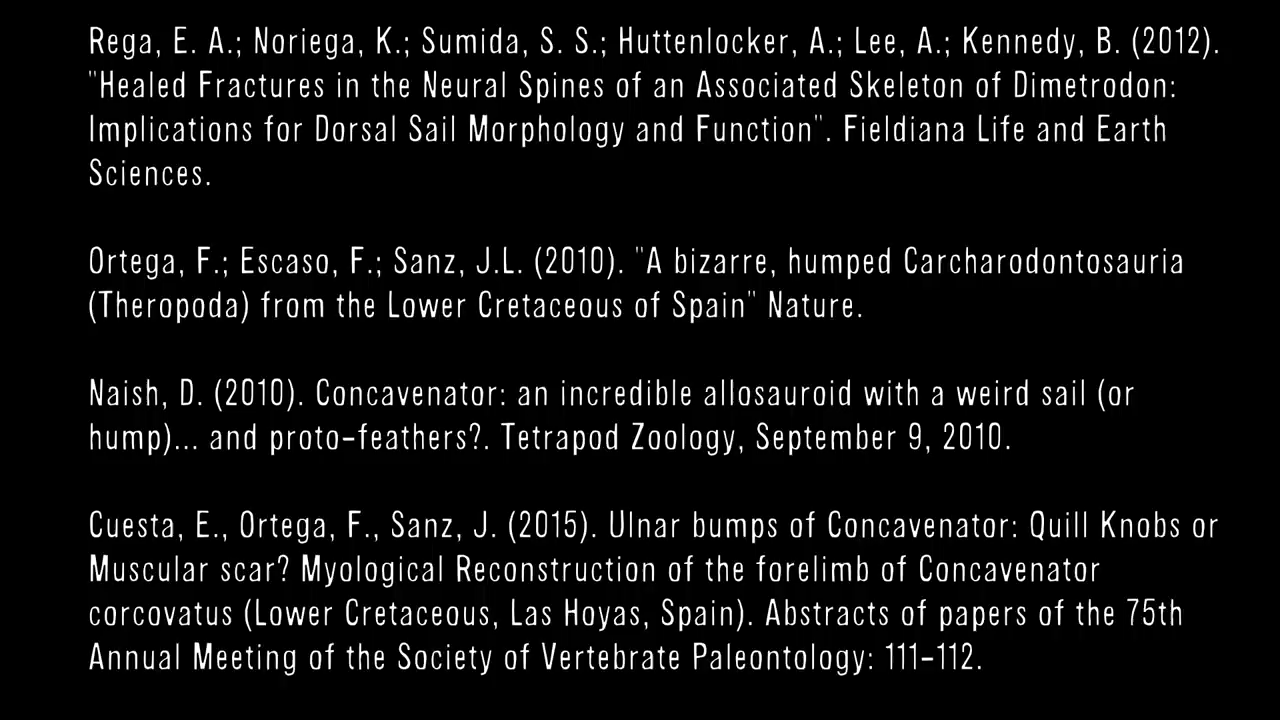 Rega, E. A.; Noriega, K.; Sumida, S. S.; Huttenlocker, A.; Lee, A.; Kennedy, B. (2012).
"Healed Fractures in the Neural Spines of an Associated Skeleton of Dimetrodon:
Implications for Dorsal Sail Morphology and Function". Fieldiana Life and Earth
Sciences.
Ortega, F.; Escaso, F.; Sanz, J.L. (2010). "A bizarre, humped Carcharodontosauria
(Theropoda) from the Lower Cretaceous of Spain" Nature.
Naish, D. (2010). Concavenator: an incredible allosauroid with a weird sail (or
hump)... and proto-feathers?. Tetrapod Zoology, September 9, 2010.
Cuesta, E., Ortega, F., Sanz, J. (2015). Ulnar bumps of Concavenator: Quill Knobs or
Muscular scar? Myological Reconstruction of the forelimb of Concavenator
corcovatus (Lower Cretaceous, Las Hoyas, Spain). Abstracts of papers of the 75th
Annual Meeting of the Society of Vertebrate Paleontology: 111-112.